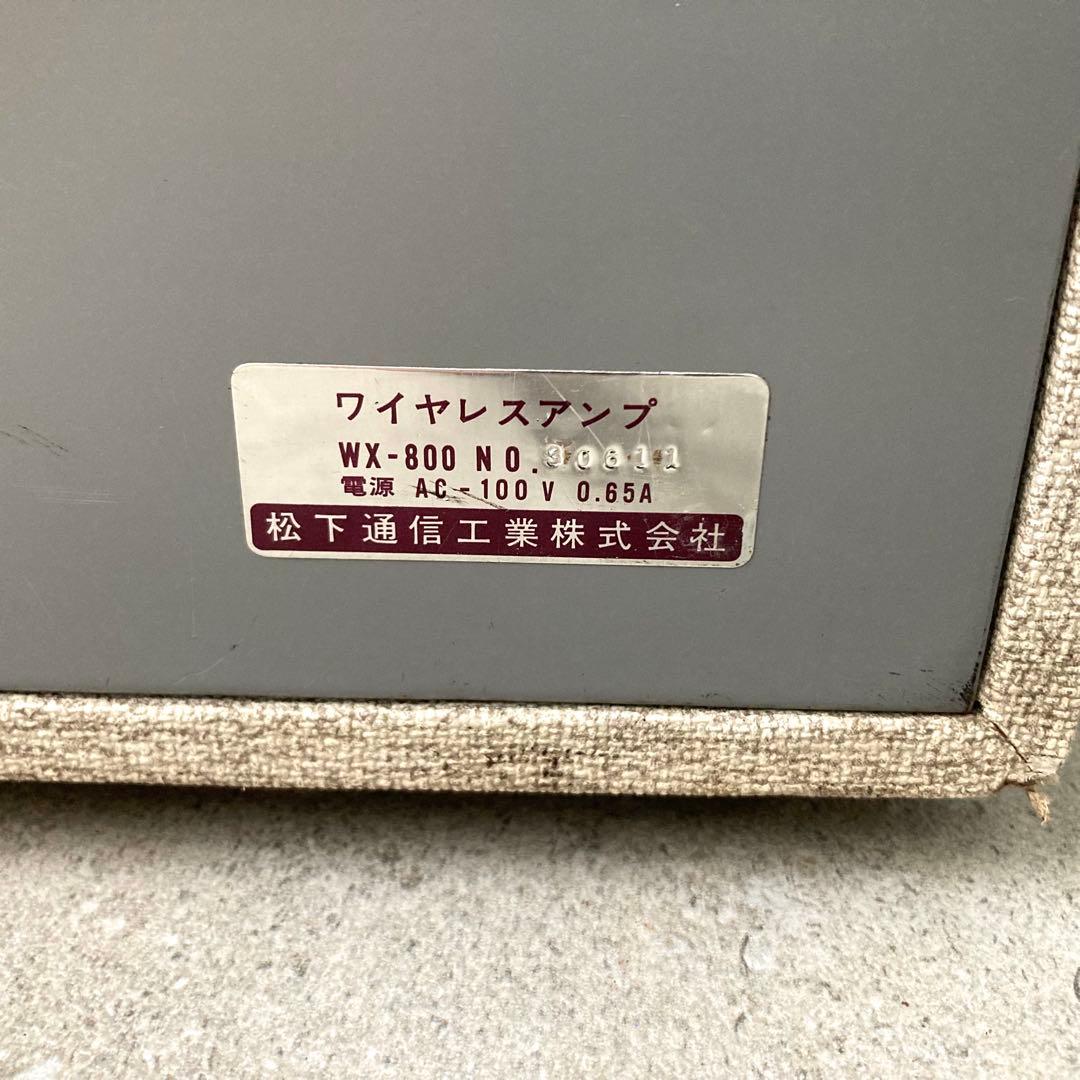 ワイヤレスアンプ
WX-800 NO.
電源 AC-100V 0.65A
松下通信工業株式会社